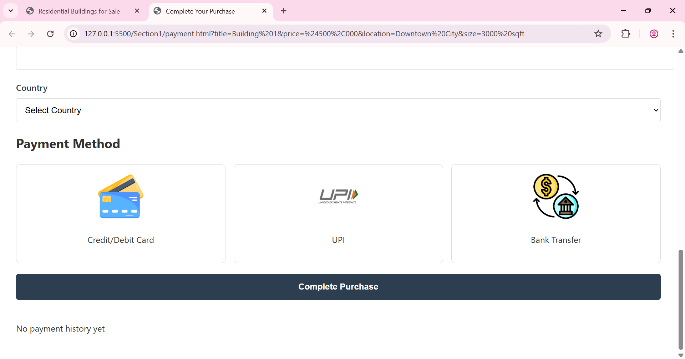 Residential Buildings for Sale
Complete Your Purchase
127.0.0.1:5500/Section1/payment.html?title=Building%201&price=%24500%2C000&location=Downtown%20City&size=3000%20sqft
Country
Select Country
Payment Method
UPI
Credit/Debit Card
UPI
Bank Transfer
Complete Purchase
No payment history yet